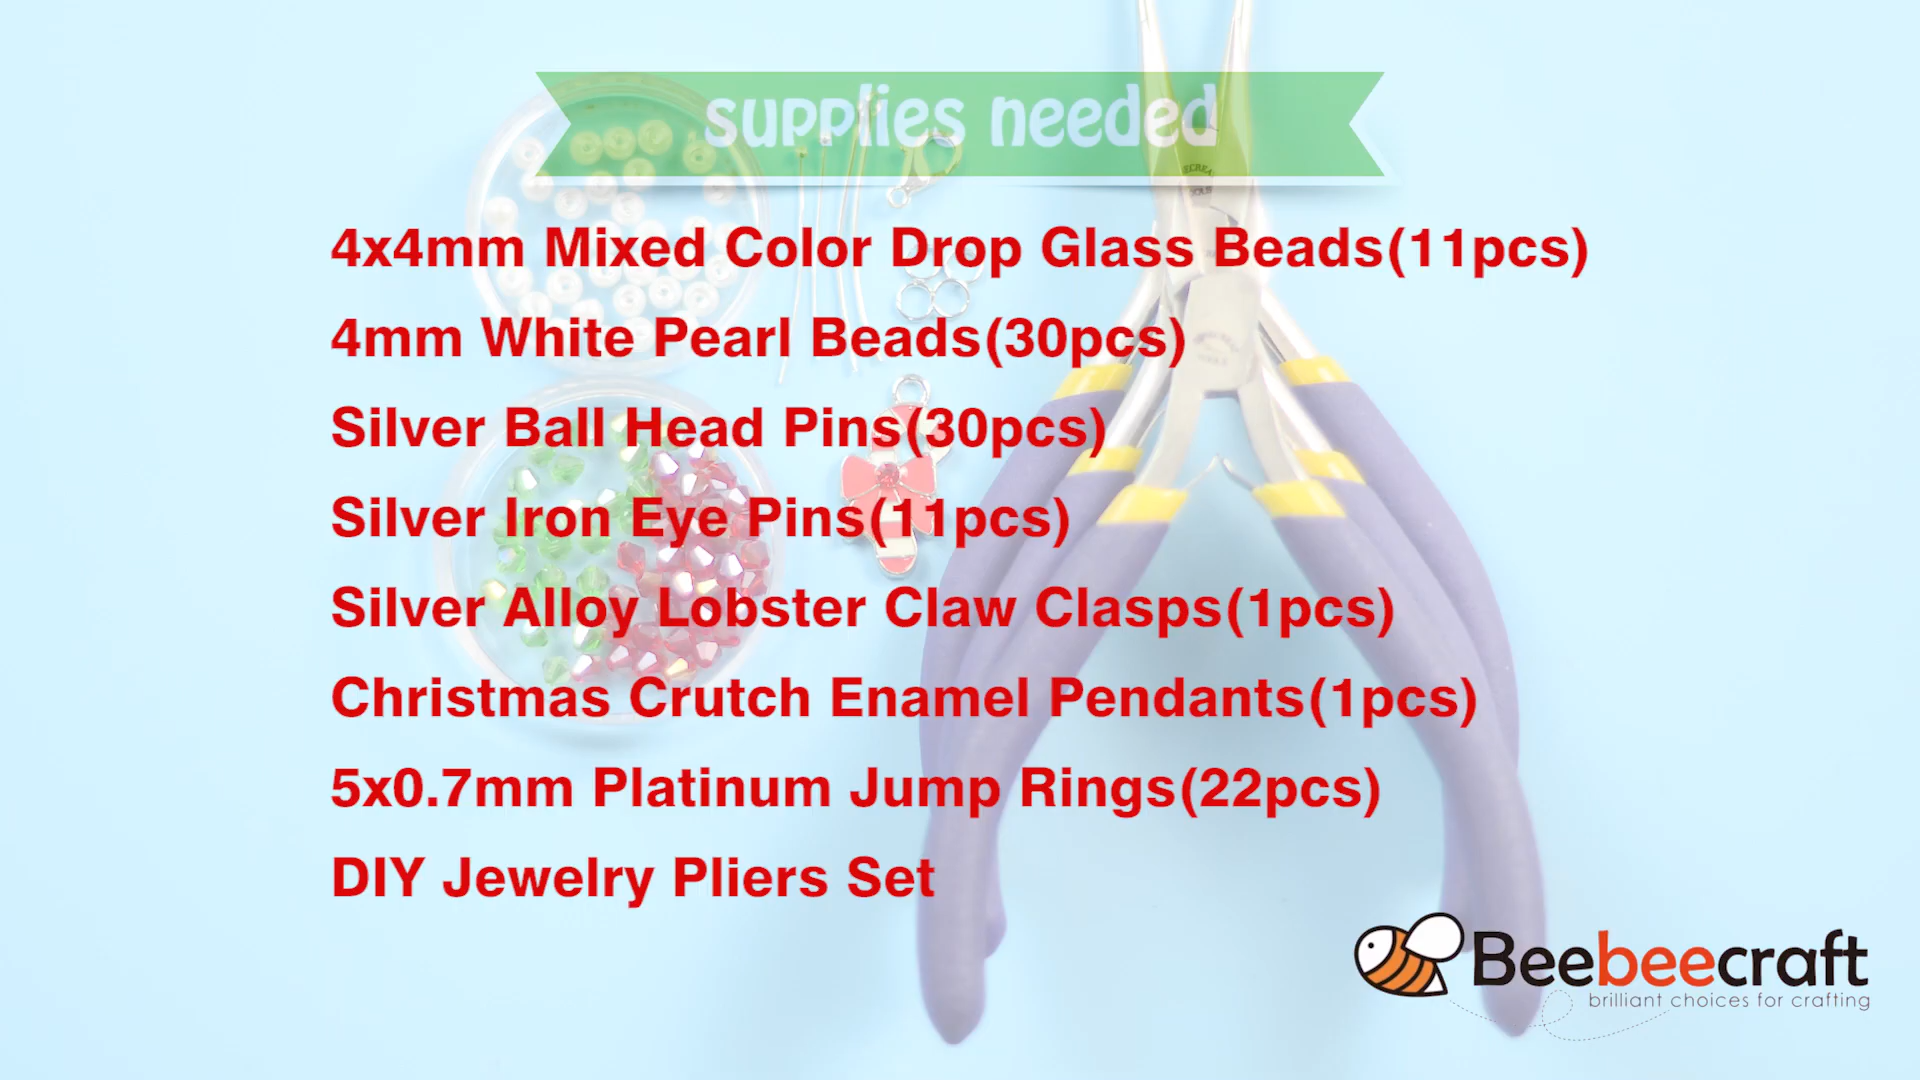 supplies needed
4x4mm Mixed Color Drop Glass Beads(11pcs)
4mm White Pearl Beads(30pcs)
Silver Ball Head Pins(30pcs)
Silver Iron Eye Pins(11pcs)
Silver Alloy Lobster Claw Clasps(1pcs)
Christmas Crutch Enamel Pendants(1pcs)
5x0.7mm Platinum Jump Rings(22pcs)
DIY Jewelry Pliers Set
Beebeecraft
brilliant choices for crafting